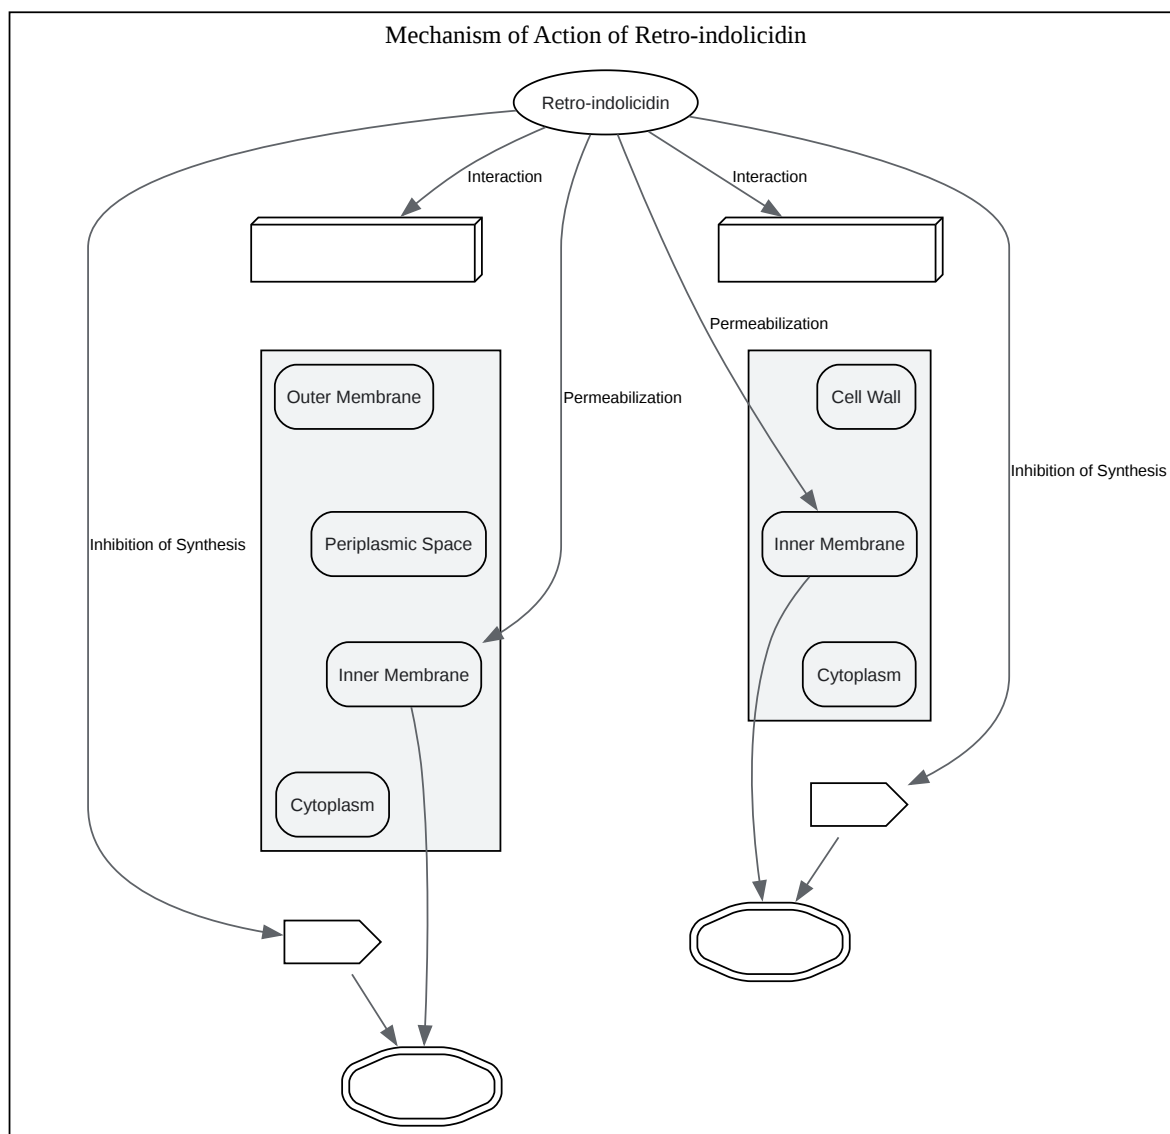 Mechanism of Action of Retro-indolicidin
Retro-indolicidin
Interaction
Interaction
Permeabilization
Outer Membrane
Permeabilization
Cell Wall
Inhibition of Synthesis
Inhibition of Synthesis
Periplasmic Space
Inner Membrane
Inner Membrane
Cytoplasm
Cytoplasm